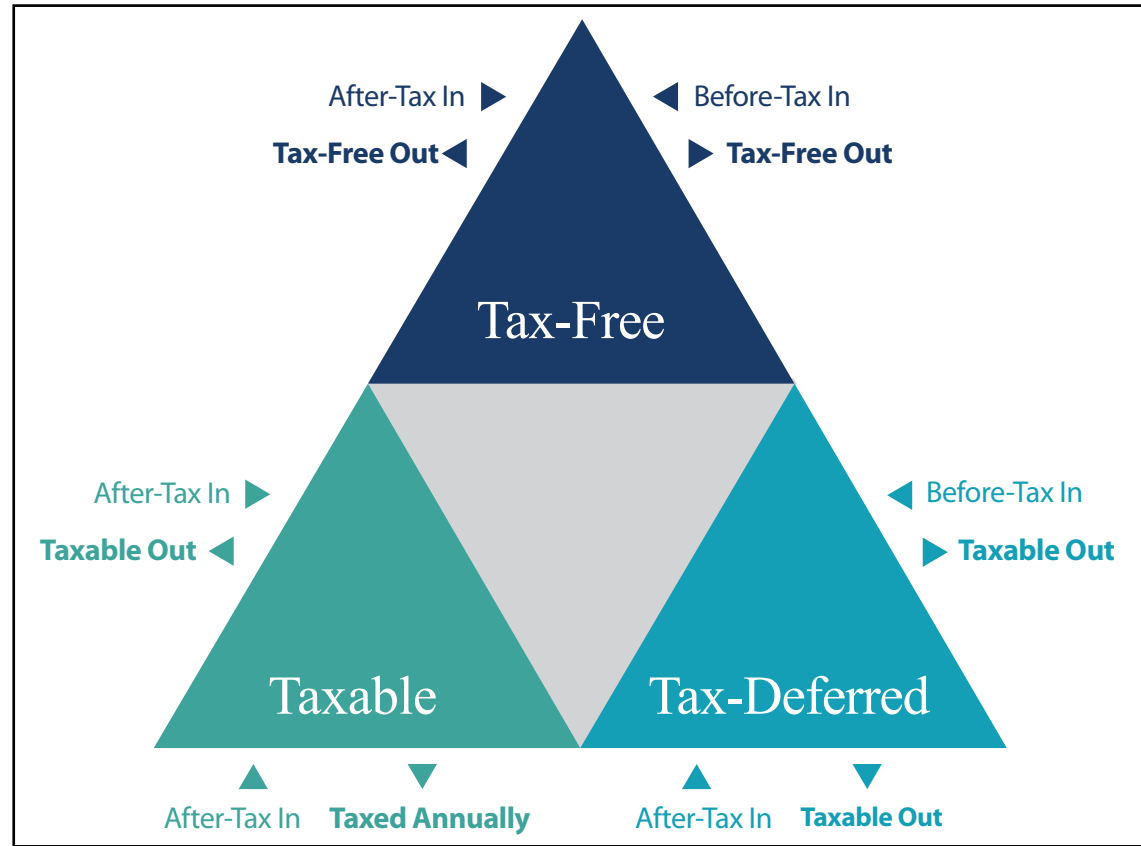 After-Tax In
Before-Tax In
Tax-Free Out
Tax-Free Out
Tax-Free
After-Tax In
Before-Tax In
Taxable Out
Taxable Out
Taxable
Tax-Deferred
After-Tax In
Taxed Annually
After-Tax In
Taxable Out